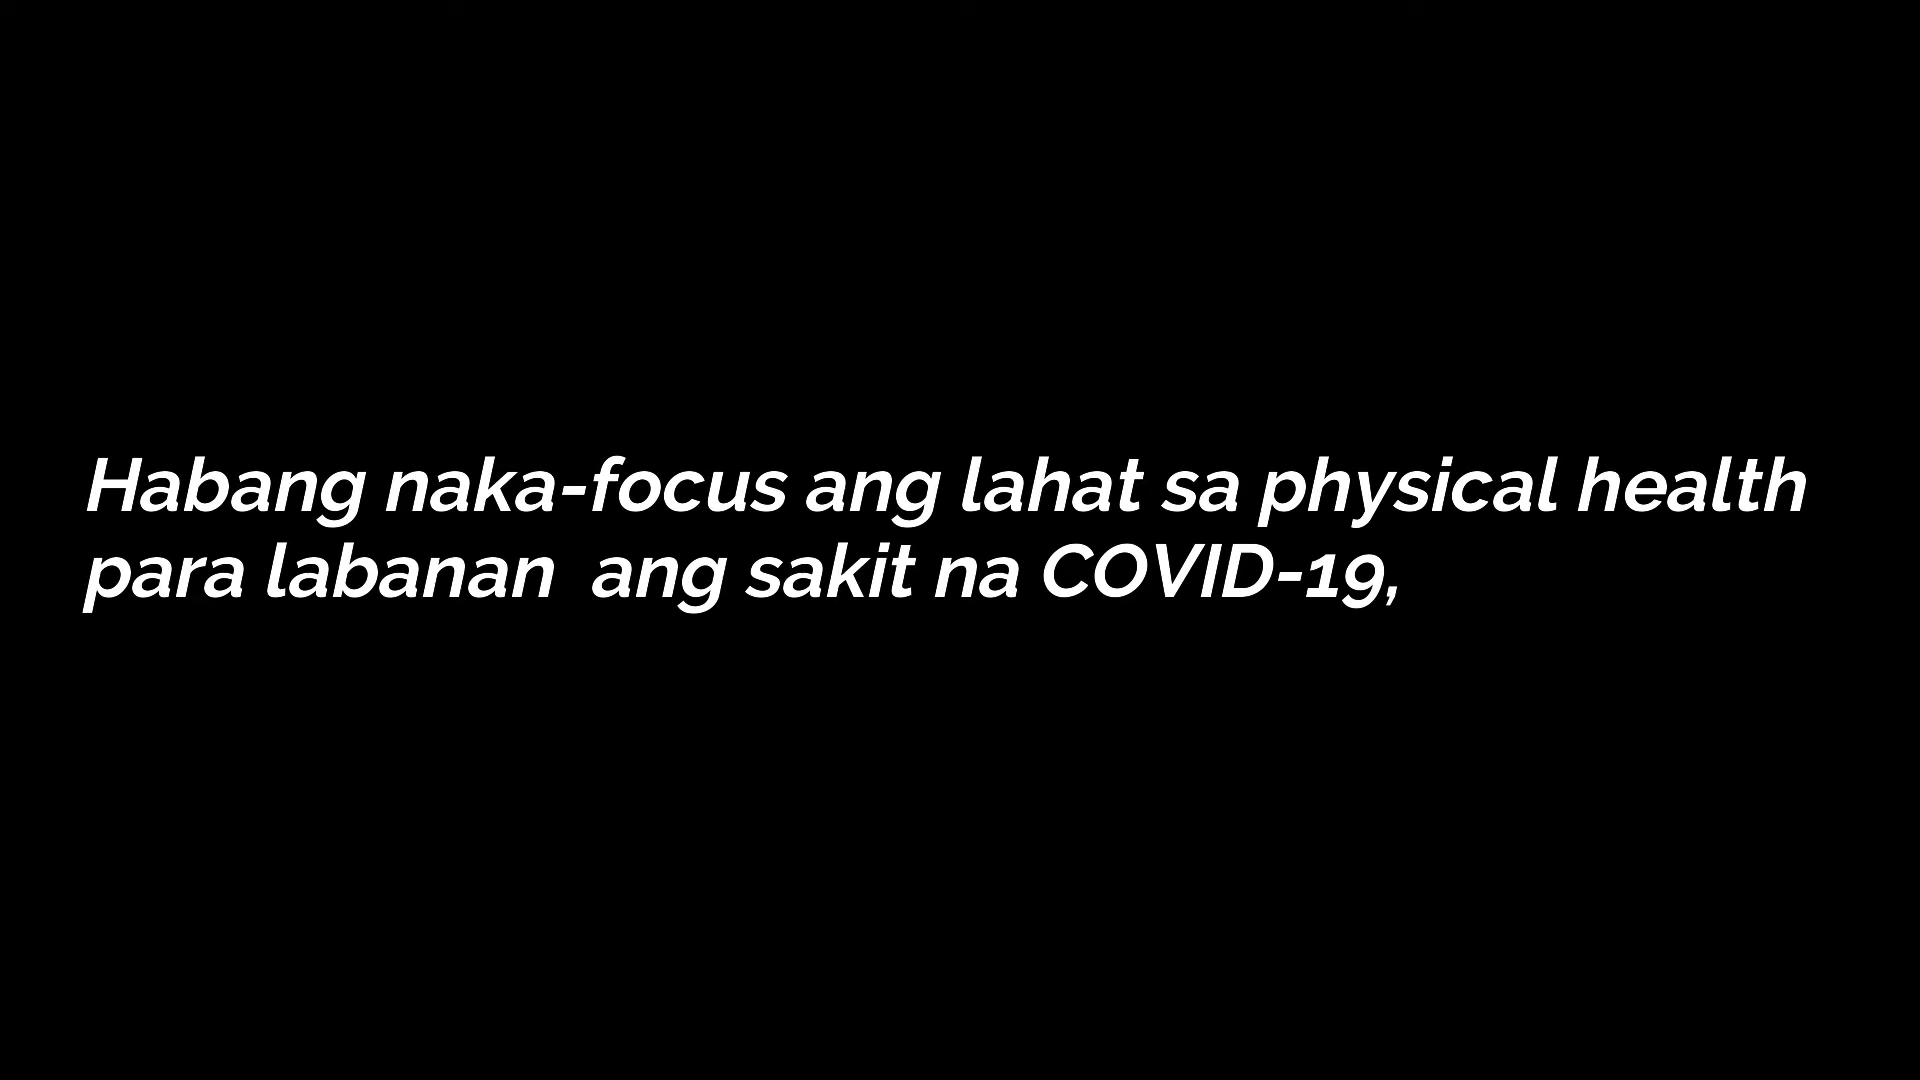 Habang naka-focus ang lahat sa physical health
para labanan  ang sakit na COVID-19,